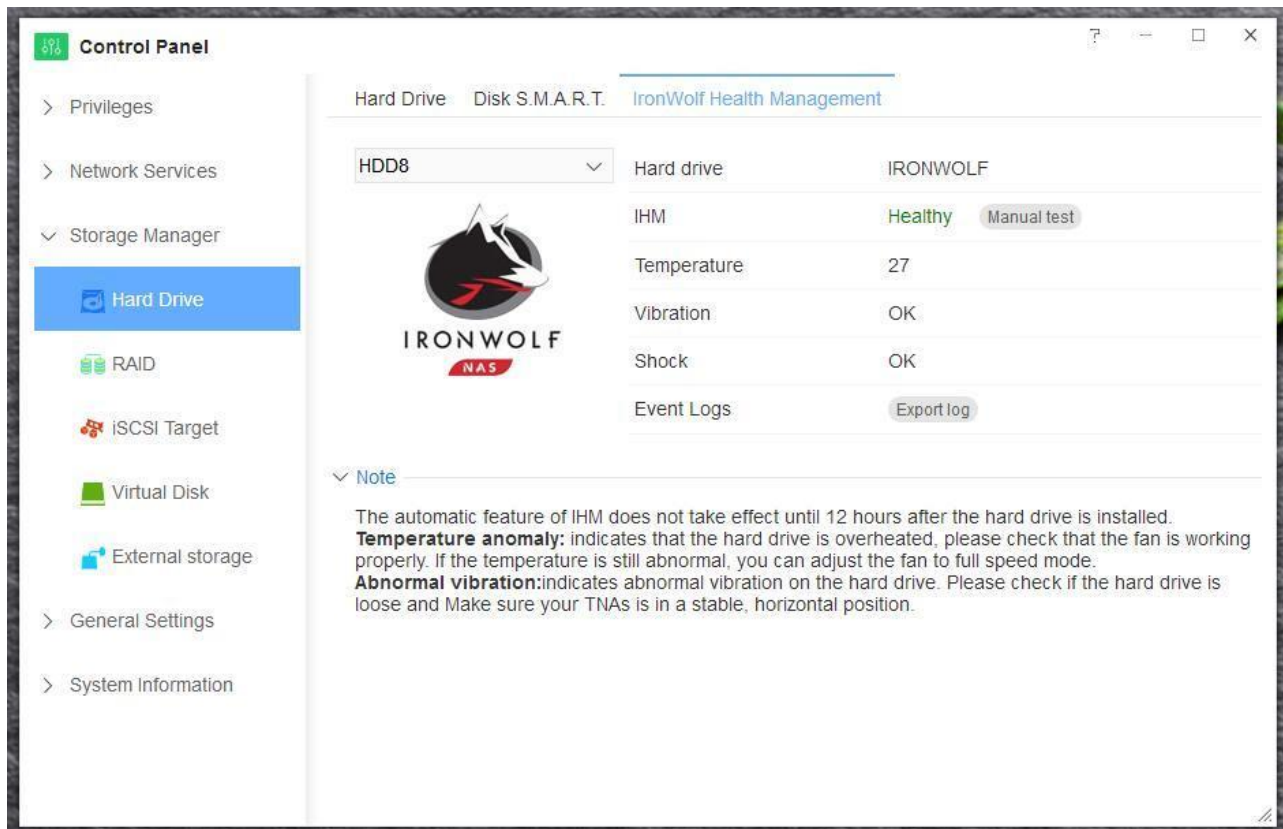 Control Panel
?
Privileges
Network Services
Storage Manager
Hard Drive
RAID
iSCSI Target
Virtual Disk
External storage
General Settings
System Information
Hard Drive Disk S.M.A.R.T. IronWolf Health Management
HDD8
IRONWOLF
NAS
Hard drive IRONWOLF
IHM Healthy Manual test
Temperature 27
Vibration OK
Shock OK
Event Logs Export log
Note
The automatic feature of IHM does not take effect until 12 hours after the hard drive is installed.
Temperature anomaly: indicates that the hard drive is overheated, please check that the fan is working
properly. If the temperature is still abnormal, you can adjust the fan to full speed mode.
Abnormal vibration:indicates abnormal vibration on the hard drive. Please check if the hard drive is
loose and Make sure your TNAs is in a stable, horizontal position.